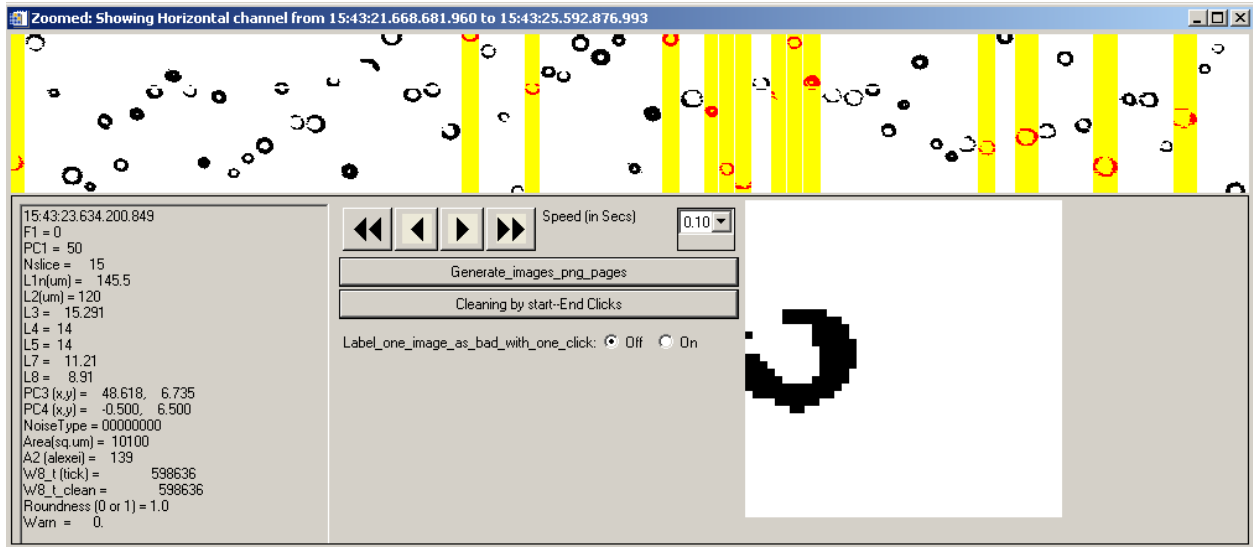 Zoomed: Showing Horizontal channel from 15:43:21.668.681.960 to 15:43:25.592.876.993
15:43:23.634.200.849
F1 = 0
PC1 = 50
Nslice = 15
L1n(um) = 145.5
L2(um) = 120
L3 = 15.291
L4 = 14
L5 = 14
L7 = 11.21
L8 = 8.91
PC3 (x,y) = 48.618, 6.735
PC4 (x,y) = -0.500, 6.500
NoiseType = 00000000
Area(sq.um) = 10100
A2 (alexei) = 139
W8_t (tick) = 598636
W8_t_clean = 598636
Roundness (0 or 1) = 1.0
Warn = 0.
Speed (in Secs)
0.10
Generate_images_png_pages
Cleaning by start--End Clicks
Label_one_image_as_bad_with_one_click: Off On